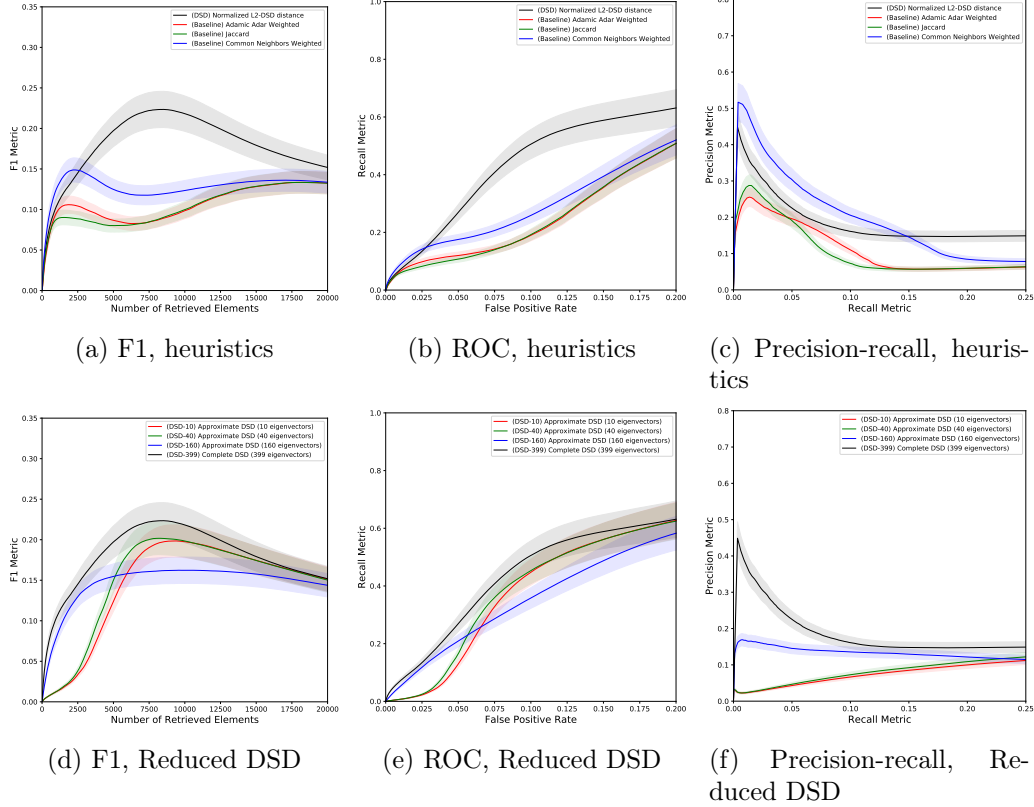 (DSD) Normalized L2-DSD distance
(Baseline) Adamic Adar Weighted
(Baseline) Jaccard
(Baseline) Common Neighbors Weighted
F1 Metric
0.35
0.30
0.25
0.20
0.15
0.10
0.05
0.00
0 2500 5000 7500 10000 12500 15000 17500 20000
Number of Retrieved Elements
(a) F1, heuristics
(DSD) Normalized L2-DSD distance
(Baseline) Adamic Adar Weighted
(Baseline) Jaccard
(Baseline) Common Neighbors Weighted
Recall Metric
1.0
0.8
0.6
0.4
0.2
0.0
0.000 0.025 0.050 0.075 0.100 0.125 0.150 0.175 0.200
False Positive Rate
(b) ROC, heuristics
(DSD) Normalized L2-DSD distance
(Baseline) Adamic Adar Weighted
(Baseline) Jaccard
(Baseline) Common Neighbors Weighted
Precision Metric
0.8
0.7
0.6
0.5
0.4
0.3
0.2
0.1
0.0
0.00 0.05 0.10 0.15 0.20 0.25
Recall Metric
(c) Precision-recall, heuris-
tics
(DSD-10) Approximate DSD (10 eigenvectors)
(DSD-40) Approximate DSD (40 eigenvectors)
(DSD-160) Approximate DSD (160 eigenvectors)
(DSD-399) Complete DSD (399 eigenvectors)
F1 Metric
0.35
0.30
0.25
0.20
0.15
0.10
0.05
0.00
0 2500 5000 7500 10000 12500 15000 17500 20000
Number of Retrieved Elements
(d) F1, Reduced DSD
(DSD-10) Approximate DSD (10 eigenvectors)
(DSD-40) Approximate DSD (40 eigenvectors)
(DSD-160) Approximate DSD (160 eigenvectors)
(DSD-399) Complete DSD (399 eigenvectors)
Recall Metric
1.0
0.8
0.6
0.4
0.2
0.0
0.000 0.025 0.050 0.075 0.100 0.125 0.150 0.175 0.200
False Positive Rate
(e) ROC, Reduced DSD
(DSD-10) Approximate DSD (10 eigenvectors)
(DSD-40) Approximate DSD (40 eigenvectors)
(DSD-160) Approximate DSD (160 eigenvectors)
(DSD-399) Complete DSD (399 eigenvectors)
Precision Metric
0.8
0.7
0.6
0.5
0.4
0.3
0.2
0.1
0.0
0.00 0.05 0.10 0.15 0.20 0.25
Recall Metric
(f) Precision-recall, Re-
duced DSD